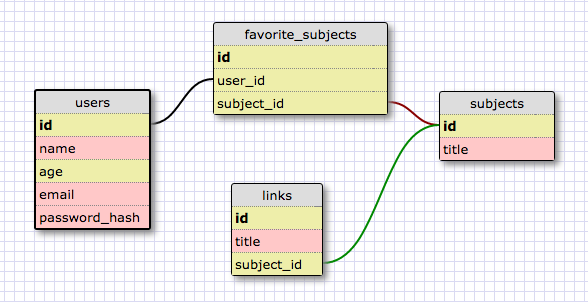 favorite_subjects
id
user_id
subject_id
users
id
name
age
email
password_hash
subjects
id
title
links
id
title
subject_id